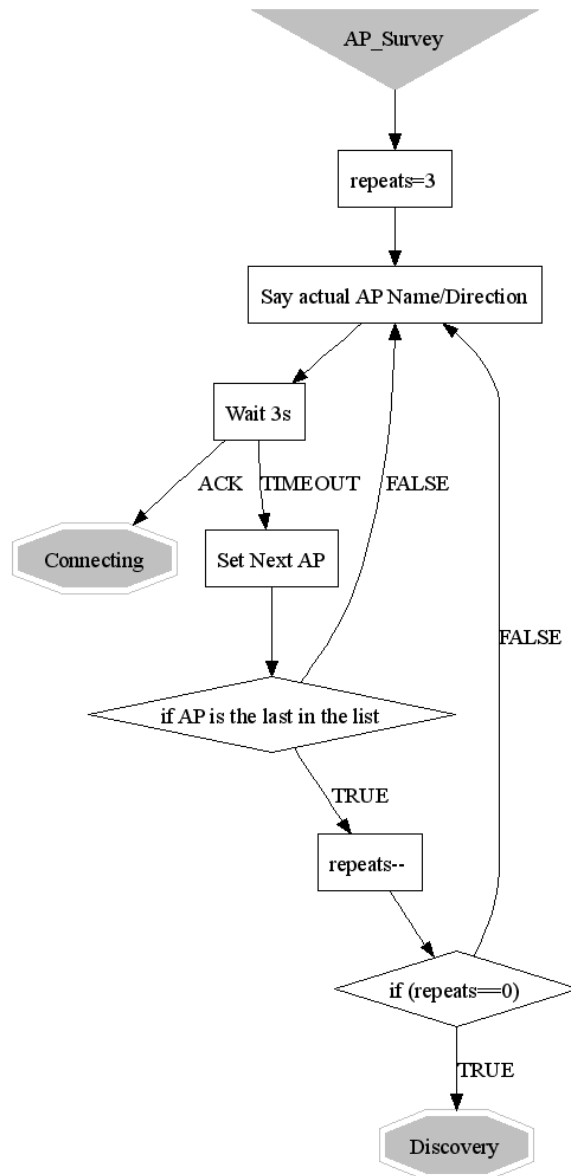 AP_Survey
repeats=3
Say actual AP Name/Direction
Wait 3s
ACK
TIMEOUT
FALSE
Connecting
Set Next AP
FALSE
if AP is the last in the list
TRUE
repeats--
if (repeats==0)
TRUE
Discovery